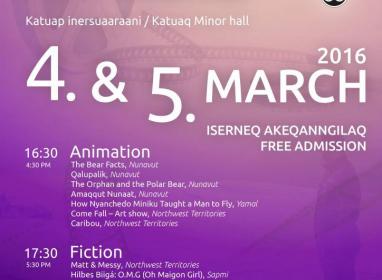 Katuap inersuaaraani / Katuaq Minor hall
4. & 5. MARCH
2016
ISERNEQ AKEQANNGILAQ
FREE ADMISSION
16:30 Animation
4:30 PM
The Bear Facts, Nunavut
Qalupalik, Nunavut
The Orphan and the Polar Bear, Nunavut
Amaqqut Nunaat, Nunavut
How Nyanchedo Miniku Taught a Man to Fly, Yamal
Come Fall – Art show, Northwest Territories
Caribou, Northwest Territories
17:30 Fiction
5:30 PM
Matt & Messy, Northwest Territories
Hilbes Biigá: O.M.G (Oh Maigon Girl), Sapmi